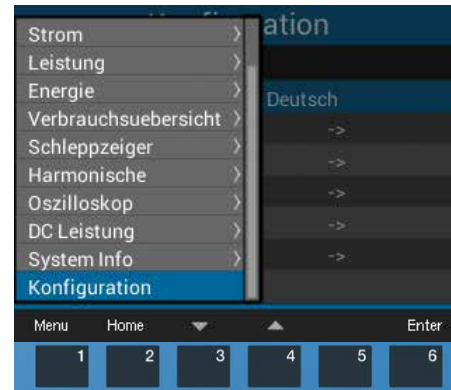 ation
Strom
Leistung
Energie
Deutsch
Verbrauchsuebersicht
->
Schleppzeiger
->
Harmonische
->
Oszilloskop
->
DC Leistung
->
System Info
Konfiguration
Menu Home Enter
1 2 3 4 5 6